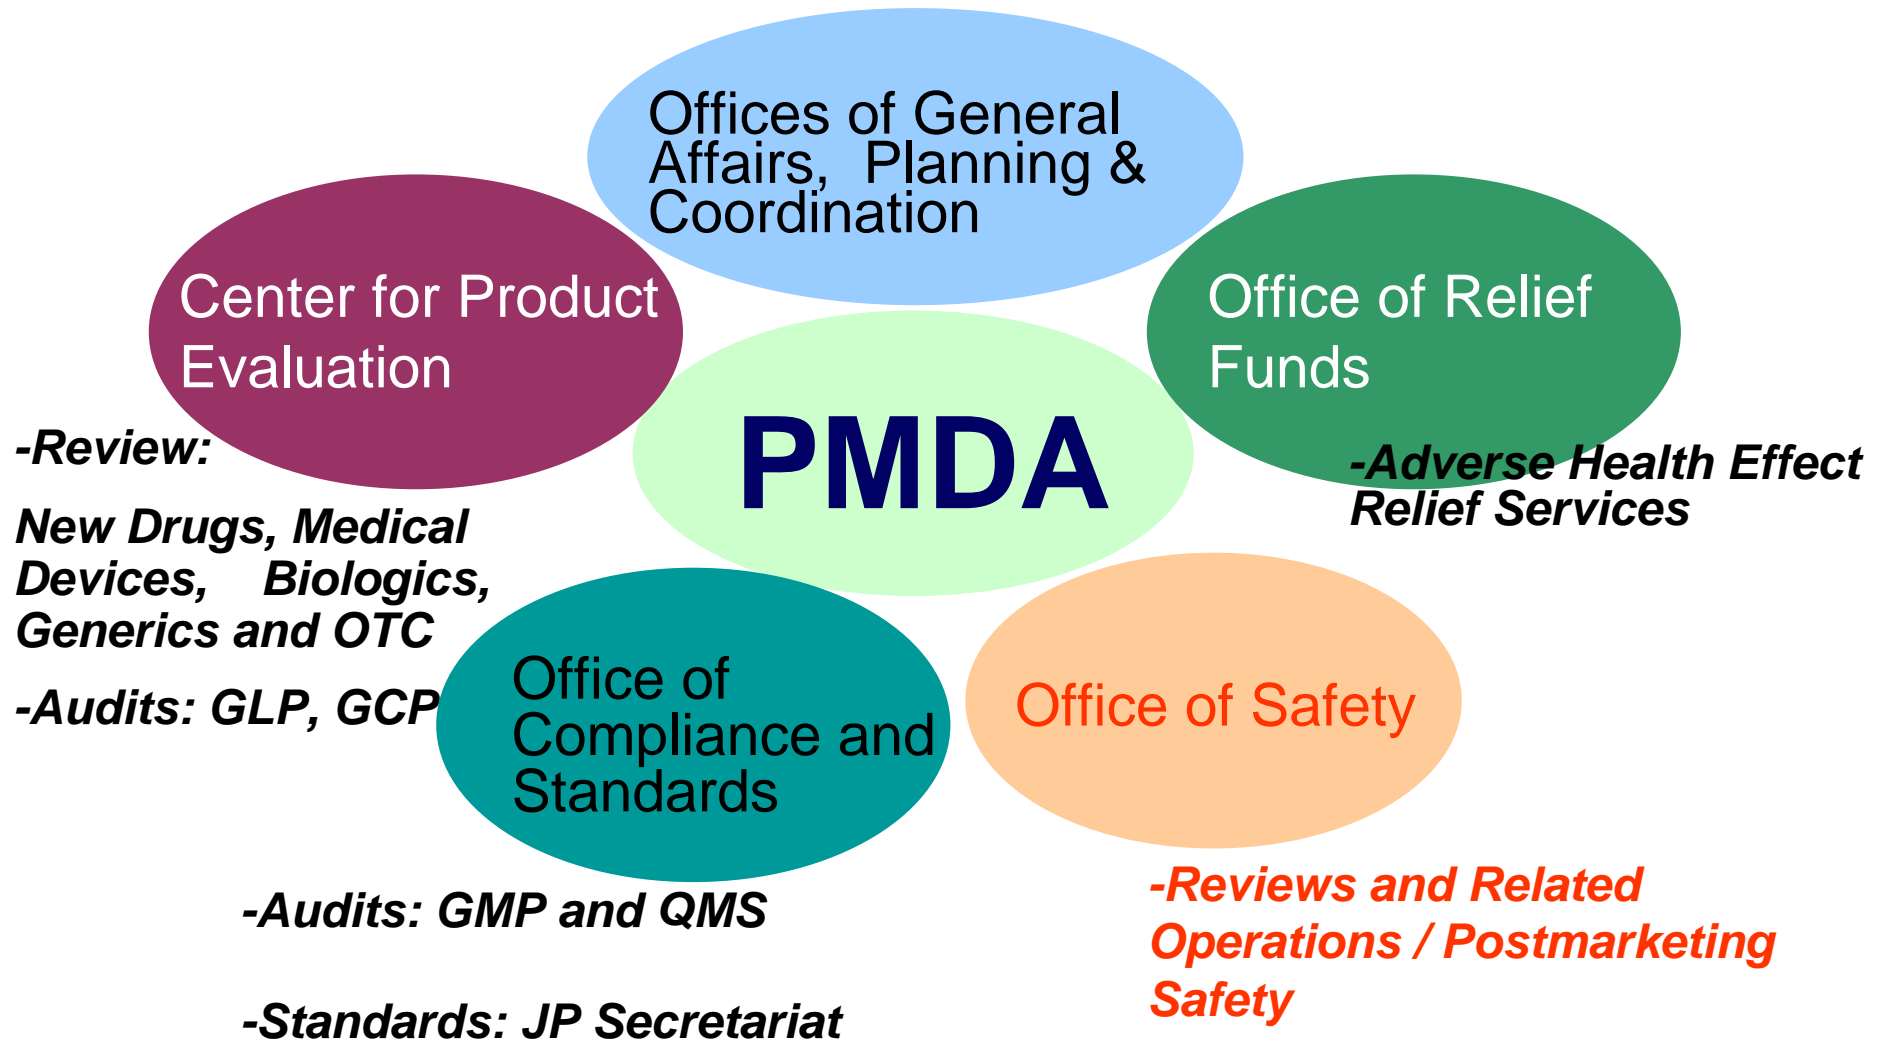 Offices of General
Affairs, Planning &
Coordination
Center for Product
Evaluation
Office of Relief
Funds
PMDA
-Review:
New Drugs, Medical
Devices, Biologics,
Generics and OTC
-Audits: GLP, GCP
-Adverse Health Effect
Relief Services
Office of
Compliance and
Standards
Office of Safety
-Audits: GMP and QMS
-Standards: JP Secretariat
-Reviews and Related
Operations / Postmarketing
Safety